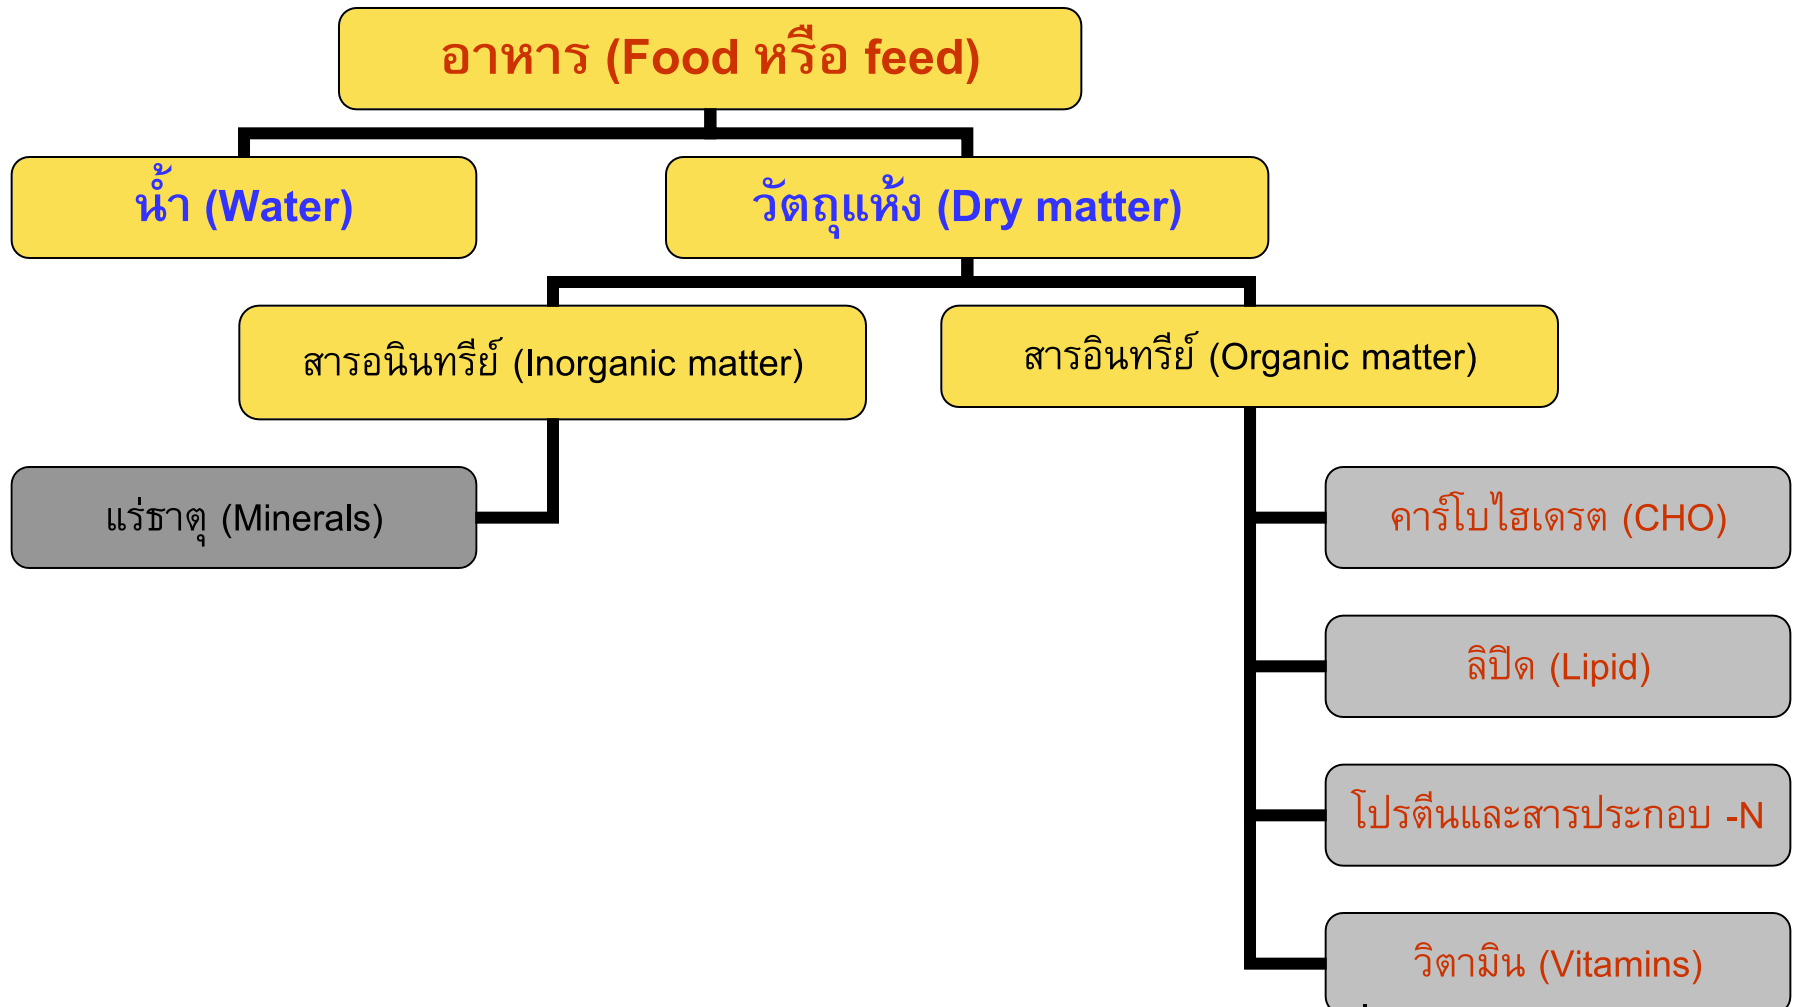 อาหาร (Food หรือ feed)
น้ำ (Water)
วัตถุแห้ง (Dry matter)
สารอนินทรีย์ (Inorganic matter)
สารอินทรีย์ (Organic matter)
แร่ธาตุ (Minerals)
คาร์โบไฮเดรต (CHO)
ลิปิด (Lipid)
โปรตีนและสารประกอบ -N
วิตามิน (Vitamins)